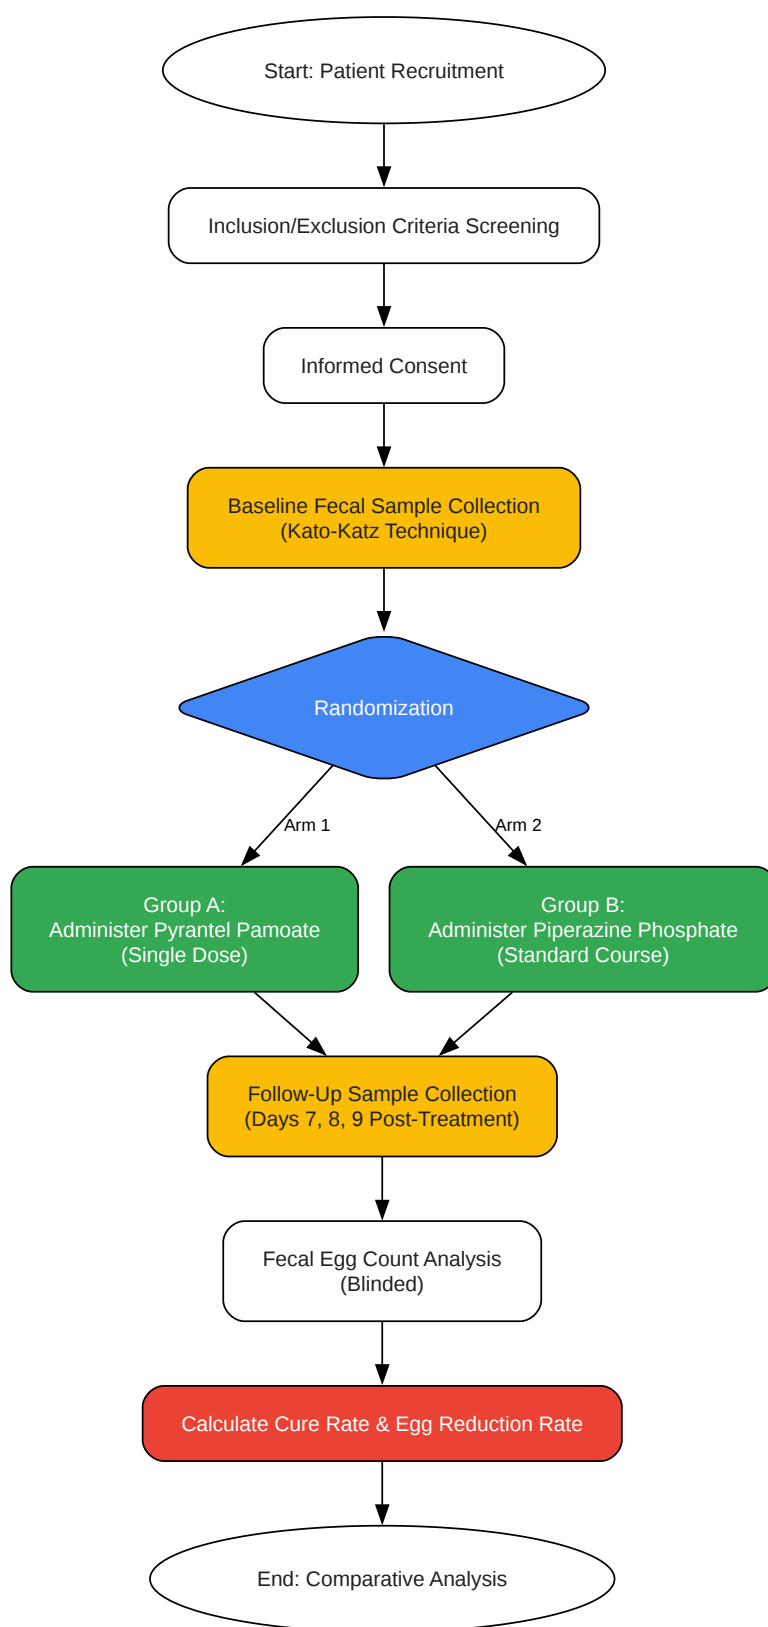 Start: Patient Recruitment
Inclusion/Exclusion Criteria Screening
Informed Consent
Baseline Fecal Sample Collection
(Kato-Katz Technique)
Randomization
Arm 1
Arm 2
Group A:
Administer Pyrantel Pamoate
(Single Dose)
Group B:
Administer Piperazine Phosphate
(Standard Course)
Follow-Up Sample Collection
(Days 7, 8, 9 Post-Treatment)
Fecal Egg Count Analysis
(Blinded)
Calculate Cure Rate & Egg Reduction Rate
End: Comparative Analysis